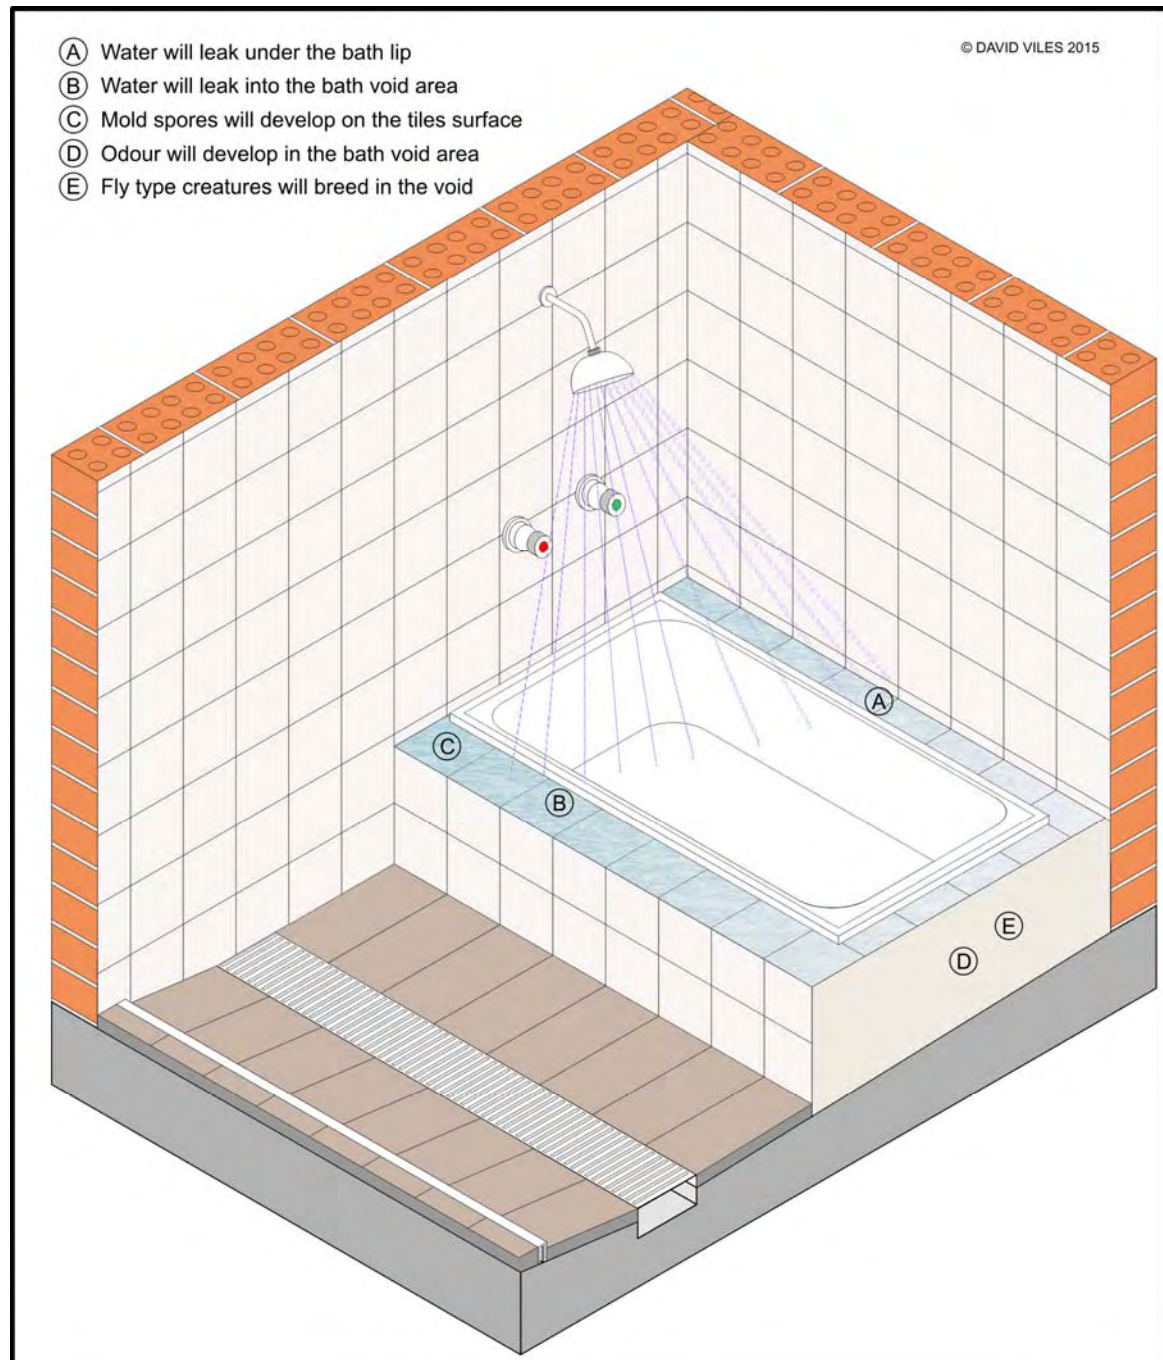 Ⓐ Water will leak under the bath lip
Ⓑ Water will leak into the bath void area
Ⓒ Mold spores will develop on the tiles surface
Ⓓ Odour will develop in the bath void area
Ⓔ Fly type creatures will breed in the void
© DAVID VILES 2015
A
C
B
E
D